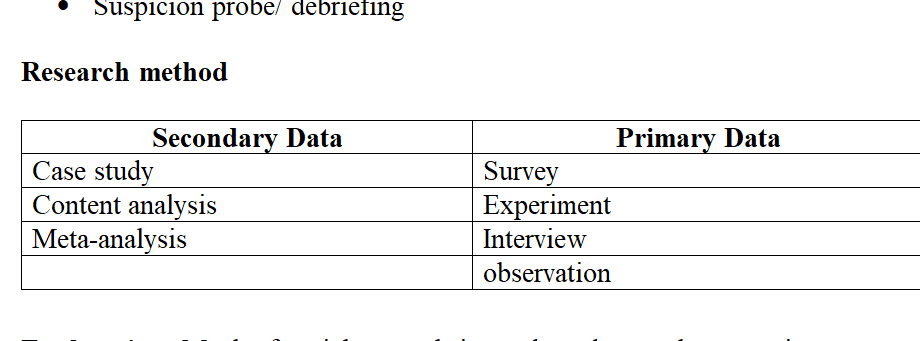 • Suspicion probe/ debriefing
Research method
Secondary Data Primary Data
Case study Survey
Content analysis Experiment
Meta-analysis Interview
observation